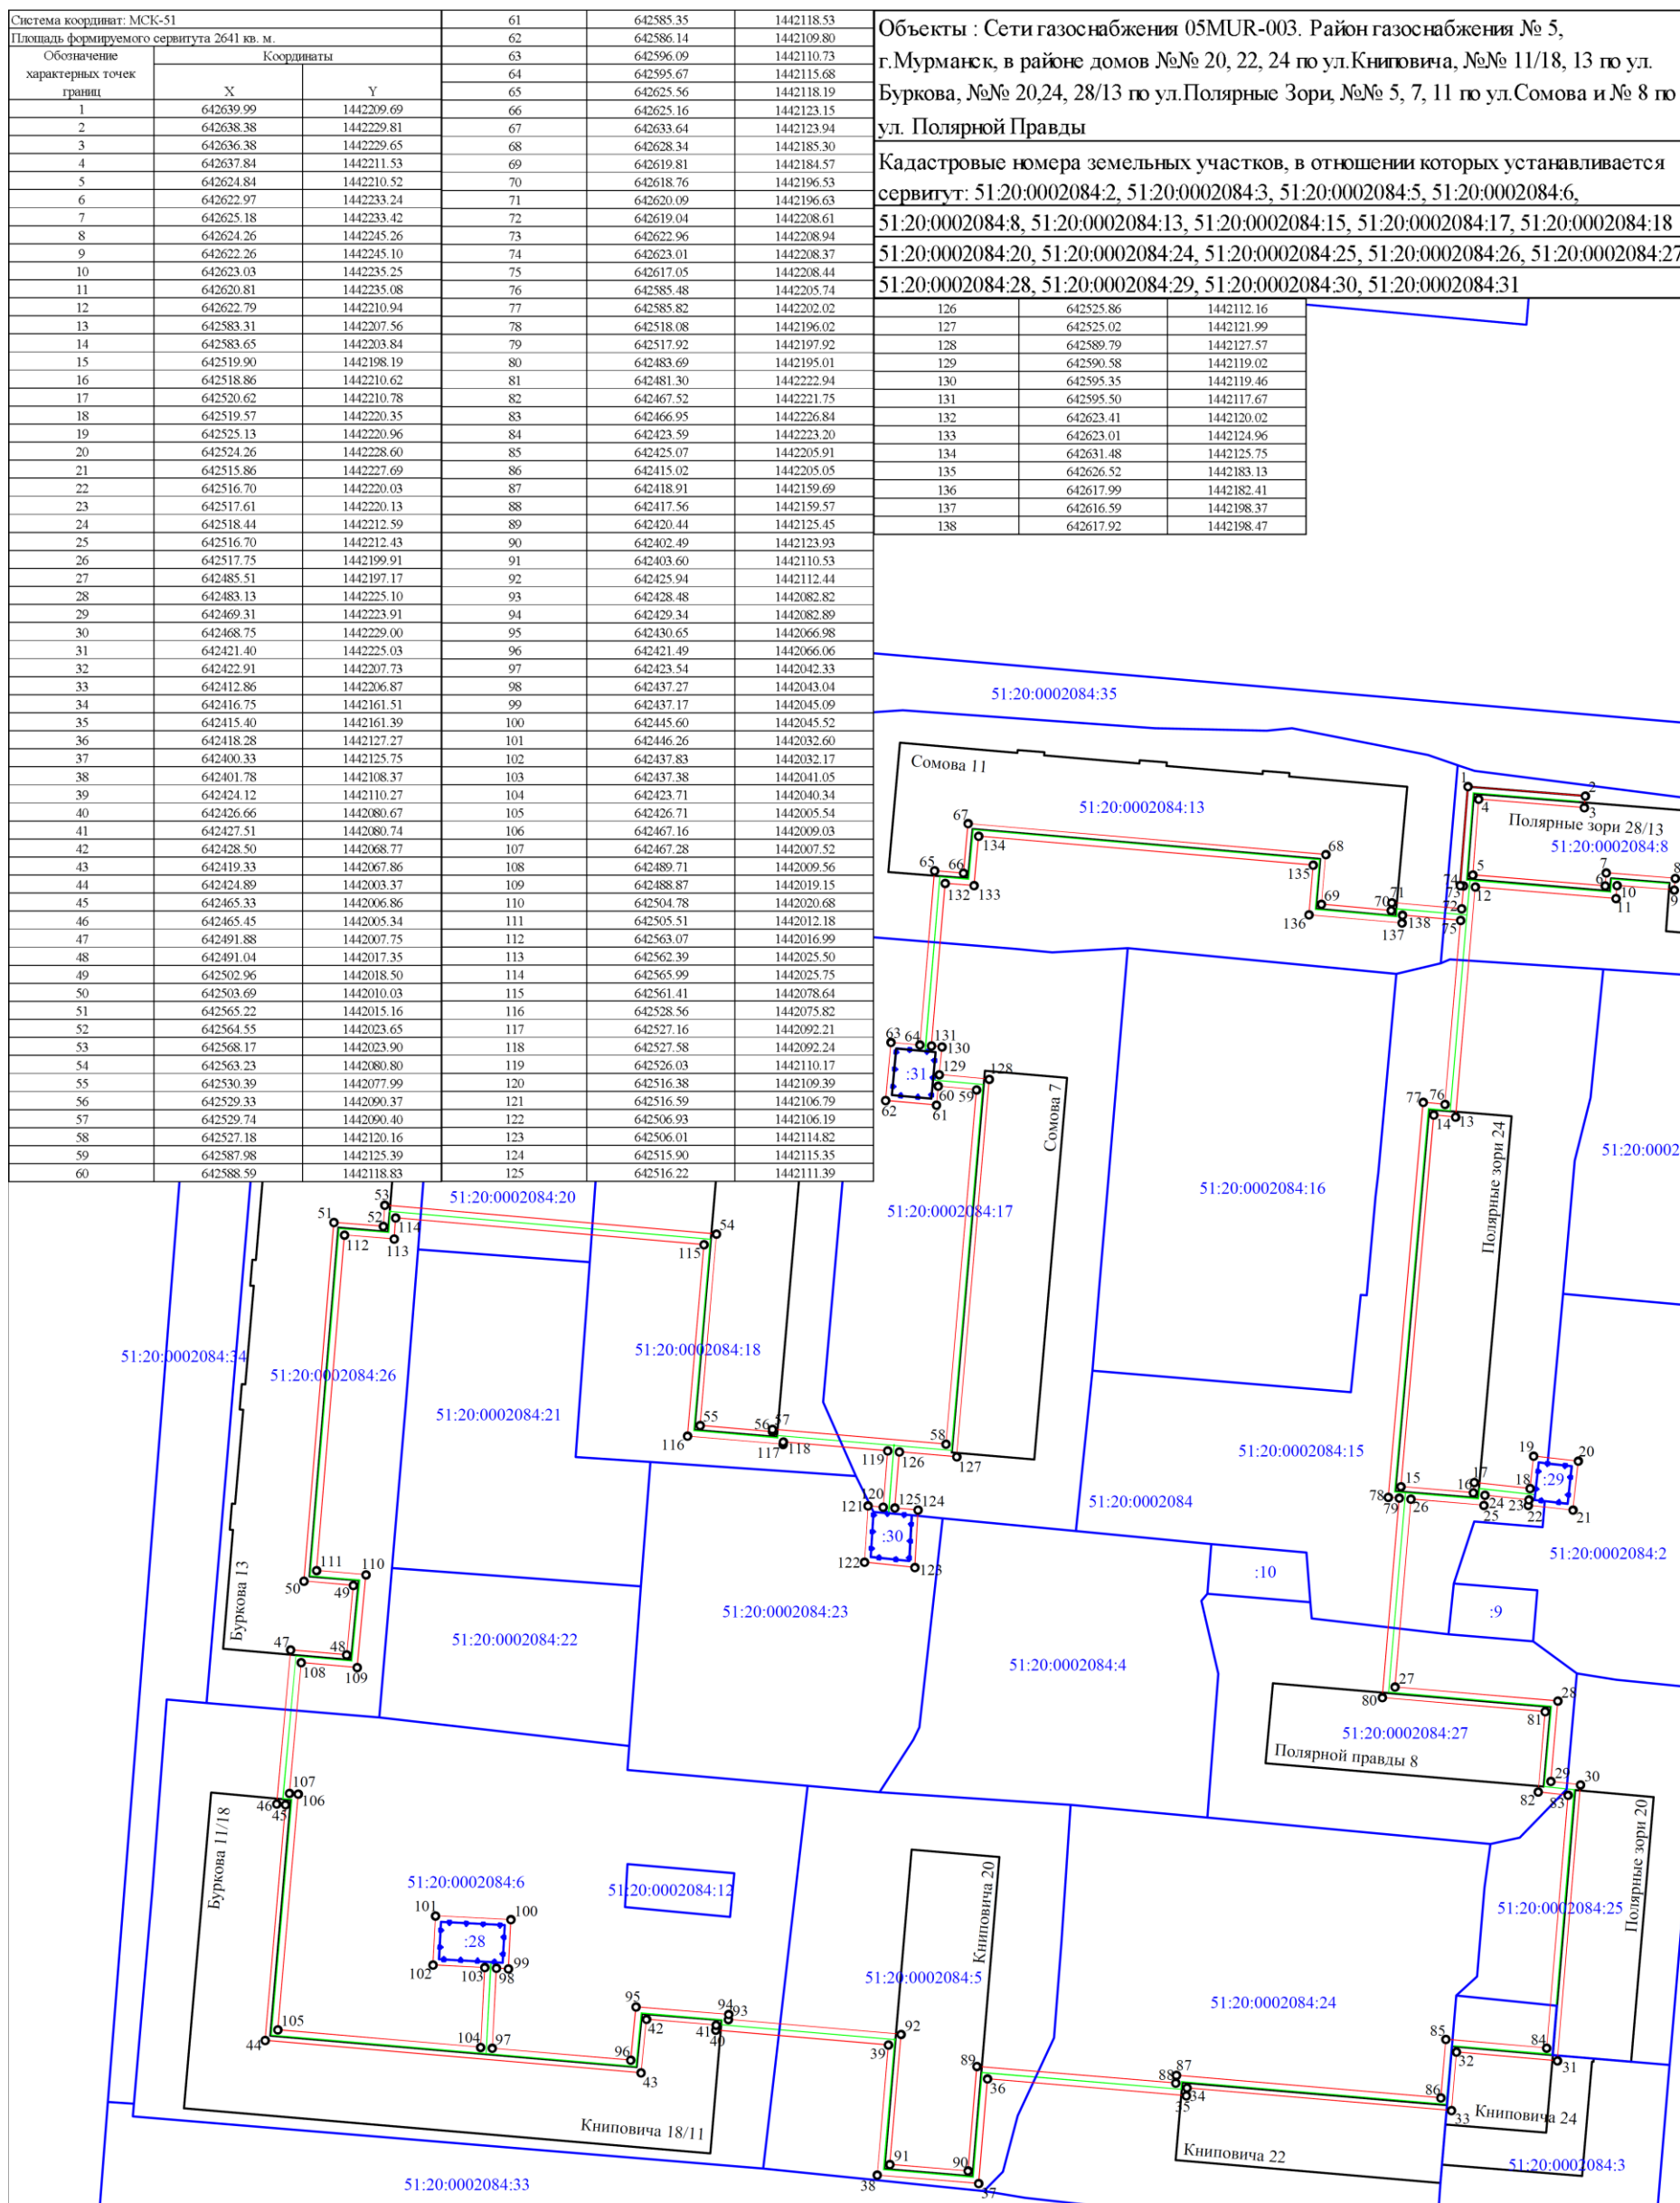 Система координат: МСК-51
Площадь формируемого сервитута 2641 кв. м.
Обозначение характерных точек границ
Координаты
X Y
1 642639.99 1442209.69
2 642638.38 1442229.81
3 642636.38 1442229.65
4 642637.84 1442211.53
5 642624.84 1442210.52
6 642622.97 1442233.24
7 642625.18 1442233.42
8 642624.26 1442245.26
9 642622.26 1442245.10
10 642623.03 1442235.25
11 642620.81 1442235.08
12 642622.79 1442210.94
13 642583.31 1442207.56
14 642583.65 1442203.84
15 642519.90 1442198.19
16 642518.86 1442210.62
17 642520.62 1442210.78
18 642519.57 1442220.35
19 642525.13 1442220.96
20 642524.26 1442228.60
21 642515.86 1442227.69
22 642516.70 1442220.03
23 642517.61 1442220.13
24 642518.44 1442212.59
25 642516.70 1442212.43
26 642517.75 1442199.91
27 642485.51 1442197.17
28 642483.13 1442225.10
29 642469.31 1442223.91
30 642468.75 1442229.00
31 642421.40 1442225.03
32 642422.91 1442207.73
33 642412.86 1442206.87
34 642416.75 1442161.51
35 642415.40 1442161.39
36 642418.28 1442127.27
37 642400.33 1442125.75
38 642401.78 1442108.37
39 642424.12 1442110.27
40 642426.66 1442080.67
41 642427.51 1442080.74
42 642428.50 1442068.77
43 642419.33 1442067.86
44 642424.89 1442003.37
45 642465.33 1442006.86
46 642465.45 1442005.34
47 642491.88 1442007.75
48 642491.04 1442017.35
49 642502.96 1442018.50
50 642503.69 1442010.03
51 642565.22 1442015.16
52 642564.55 1442023.65
53 642568.17 1442023.90
54 642563.23 1442080.80
55 642530.39 1442077.99
56 642529.33 1442090.37
57 642529.74 1442090.40
58 642527.18 1442120.16
59 642587.98 1442125.39
60 642588.59 1442118.83
61 642585.35 1442118.53
62 642586.14 1442109.80
63 642596.09 1442110.73
64 642595.67 1442115.68
65 642625.56 1442118.19
66 642625.16 1442123.15
67 642633.64 1442123.94
68 642628.34 1442185.30
69 642619.81 1442184.57
70 642618.76 1442196.53
71 642620.09 1442196.63
72 642619.04 1442208.61
73 642622.96 1442208.94
74 642623.01 1442208.37
75 642617.05 1442208.44
76 642585.48 1442205.74
77 642585.82 1442202.02
78 642518.08 1442196.02
79 642517.92 1442197.92
80 642483.69 1442195.01
81 642481.30 1442222.94
82 642467.52 1442221.75
83 642466.95 1442226.84
84 642423.59 1442223.20
85 642425.07 1442205.91
86 642415.02 1442205.05
87 642418.91 1442159.69
88 642417.56 1442159.57
89 642420.44 1442125.45
90 642402.49 1442123.93
91 642403.60 1442110.53
92 642425.94 1442112.44
93 642428.48 1442082.82
94 642429.34 1442082.89
95 642430.65 1442066.98
96 642421.49 1442066.06
97 642423.54 1442042.33
98 642437.27 1442043.04
99 642437.17 1442045.09
100 642445.60 1442045.52
101 642446.26 1442032.60
102 642437.83 1442032.17
103 642437.38 1442041.05
104 642423.71 1442040.34
105 642426.71 1442005.54
106 642467.16 1442009.03
107 642467.28 1442007.52
108 642489.71 1442009.56
109 642488.87 1442019.15
110 642504.78 1442020.68
111 642505.51 1442012.18
112 642563.07 1442016.99
113 642562.39 1442025.50
114 642565.99 1442025.75
115 642561.41 1442078.64
116 642528.56 1442075.82
117 642527.16 1442092.21
118 642527.58 1442092.24
119 642526.03 1442110.17
120 642516.38 1442109.39
121 642516.59 1442106.79
122 642506.93 1442106.19
123 642506.01 1442114.82
124 642515.90 1442115.35
125 642516.22 1442111.39
126 642525.86 1442112.16
127 642525.02 1442121.99
128 642589.79 1442127.57
129 642590.58 1442119.02
130 642595.35 1442119.46
131 642595.50 1442117.67
132 642623.41 1442120.02
133 642623.01 1442124.96
134 642631.48 1442125.75
135 642626.52 1442183.13
136 642617.99 1442182.41
137 642616.59 1442198.37
138 642617.92 1442198.47
Объекты : Сети газоснабжения 05MUR-003. Район газоснабжения № 5,
г.Мурманск, в районе домов №№ 20, 22, 24 по ул.Книповича, №№ 11/18, 13 по ул.
Буркова, №№ 20,24, 28/13 по ул.Полярные Зори, №№ 5, 7, 11 по ул.Сомова и № 8 по
ул. Полярной Правды
Кадастровые номера земельных участков, в отношении которых устанавливается
сервитут: 51:20:0002084:2, 51:20:0002084:3, 51:20:0002084:5, 51:20:0002084:6,
51:20:0002084:8, 51:20:0002084:13, 51:20:0002084:15, 51:20:0002084:17, 51:20:0002084:18
51:20:0002084:20, 51:20:0002084:24, 51:20:0002084:25, 51:20:0002084:26, 51:20:0002084:27
51:20:0002084:28, 51:20:0002084:29, 51:20:0002084:30, 51:20:0002084:31
51:20:0002084:35
Сомова 11
51:20:0002084:13
Полярные зори 28/13
51:20:0002084:8
:31
Сомова 7
Полярные зори 24
51:20:0002
51:20:0002084:20
51:20:0002084:17
51:20:0002084:16
51:20:0002084:34
51:20:0002084:26
51:20:0002084:18
51:20:0002084:21
51:20:0002084:15
:29
51:20:0002084
:30
51:20:0002084:2
:10
Буркова 13
51:20:0002084:23
:9
51:20:0002084:22
51:20:0002084:4
51:20:0002084:27
Полярной правды 8
Буркова 11/18
Полярные зори 20
51:20:0002084:6
51:20:0002084:12
Книповича 20
51:20:0002084:25
:28
51:20:0002084:5
51:20:0002084:24
Книповича 24
Книповича 18/11
Книповича 22
51:20:0002084:3
51:20:0002084:33